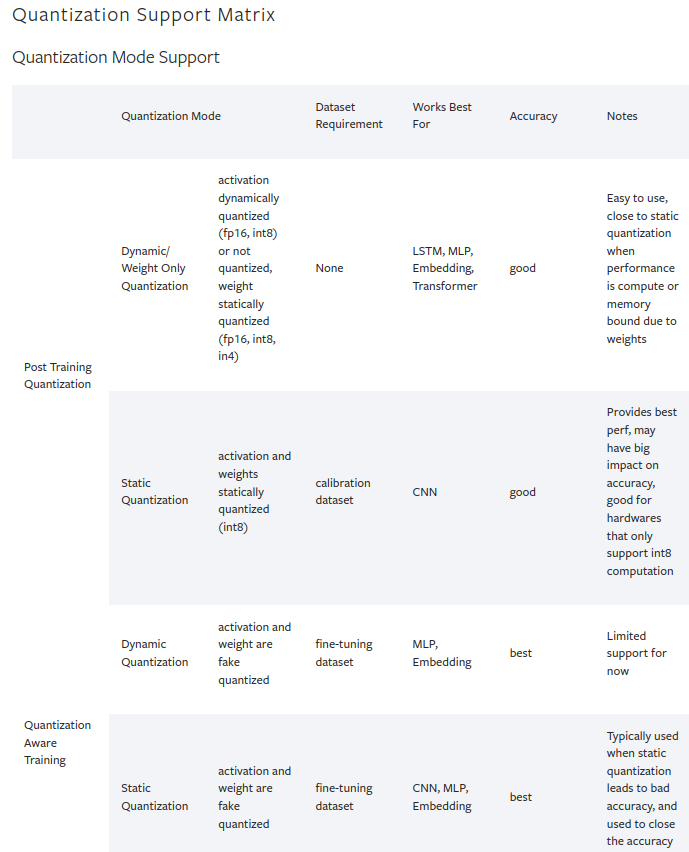 Quantization Support Matrix
Quantization Mode Support
Quantization Mode
Dataset
Requirement
Works Best
For
Accuracy
Notes
Post Training
Quantization
Dynamic/
Weight Only
Quantization
activation
dynamically
quantized
(fp16, int8)
or not
quantized,
weight
statically
quantized
(fp16, int8,
in4)
None
LSTM, MLP,
Embedding,
Transformer
good
Easy to use,
close to static
quantization
when
performance
is compute or
memory
bound due to
weights
Static
Quantization
activation and
weights
statically
quantized
(int8)
calibration
dataset
CNN
good
Provides best
perf, may
have big
impact on
accuracy,
good for
hardwares
that only
support int8
computation
Quantization
Aware
Training
Dynamic
Quantization
activation and
weight are
fake
quantized
fine-tuning
dataset
MLP,
Embedding
best
Limited
support for
now
Static
Quantization
activation and
weight are
fake
quantized
fine-tuning
dataset
CNN, MLP,
Embedding
best
Typically used
when static
quantization
leads to bad
accuracy, and
used to close
the accuracy